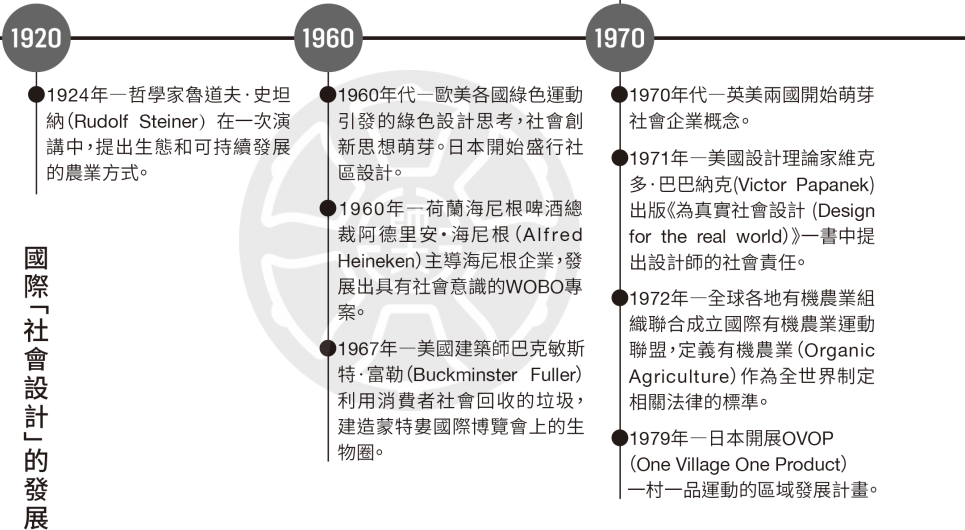 1920
1924年—哲學家魯道夫·史坦
納(Rudolf Steiner) 在一次演
講中,提出生態和可持續發展
的農業方式。
國際「社會設計」的發展
1960
1960年代—歐美各國綠色運動
引發的綠色設計思考,社會創
新思想萌芽。日本開始盛行社
區設計。
1960年—荷蘭海尼根啤酒總
裁阿德里安•海尼根(Alfred
Heineken)主導海尼根企業,發
展出具有社會意識的WOBO專
案。
1967年—美國建築師巴克敏斯
特·富勒(Buckminster Fuller)
利用消費者社會回收的垃圾,
建造蒙特婁國際博覽會上的生
物圈。
1970
1970年代—英美兩國開始萌芽
社會企業概念。
1971年—美國設計理論家維克
多·巴巴納克(Victor Papanek)
出版《為真實社會設計 (Design
for the real world)》一書中提
出設計師的社會責任。
1972年—全球各地有機農業組
織聯合成立國際有機農業運動
聯盟,定義有機農業(Organic
Agriculture)作為全世界制定
相關法律的標準。
1979年—日本開展OVOP
(One Village One Product)
一村一品運動的區域發展計畫。